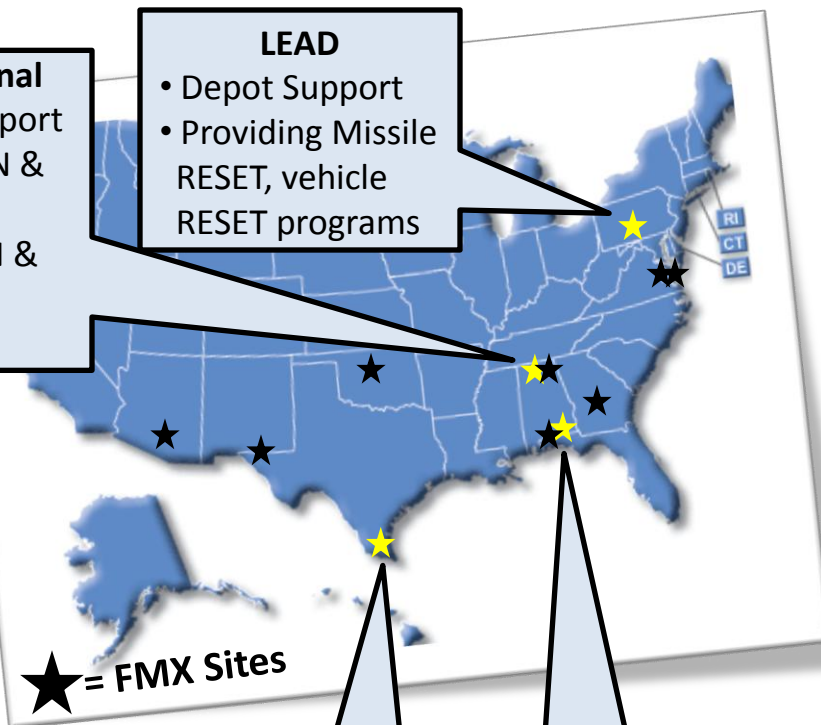 nal
port
N &
&
LEAD
• Depot Support
• Providing Missile
RESET, vehicle
RESET programs
RI
CT
DE
= FMX Sites